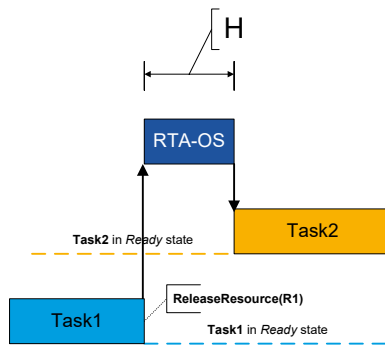 H
RTA-OS
Task2 in Ready state
Task2
ReleaseResource(R1)
Task1
Task1 in Ready state